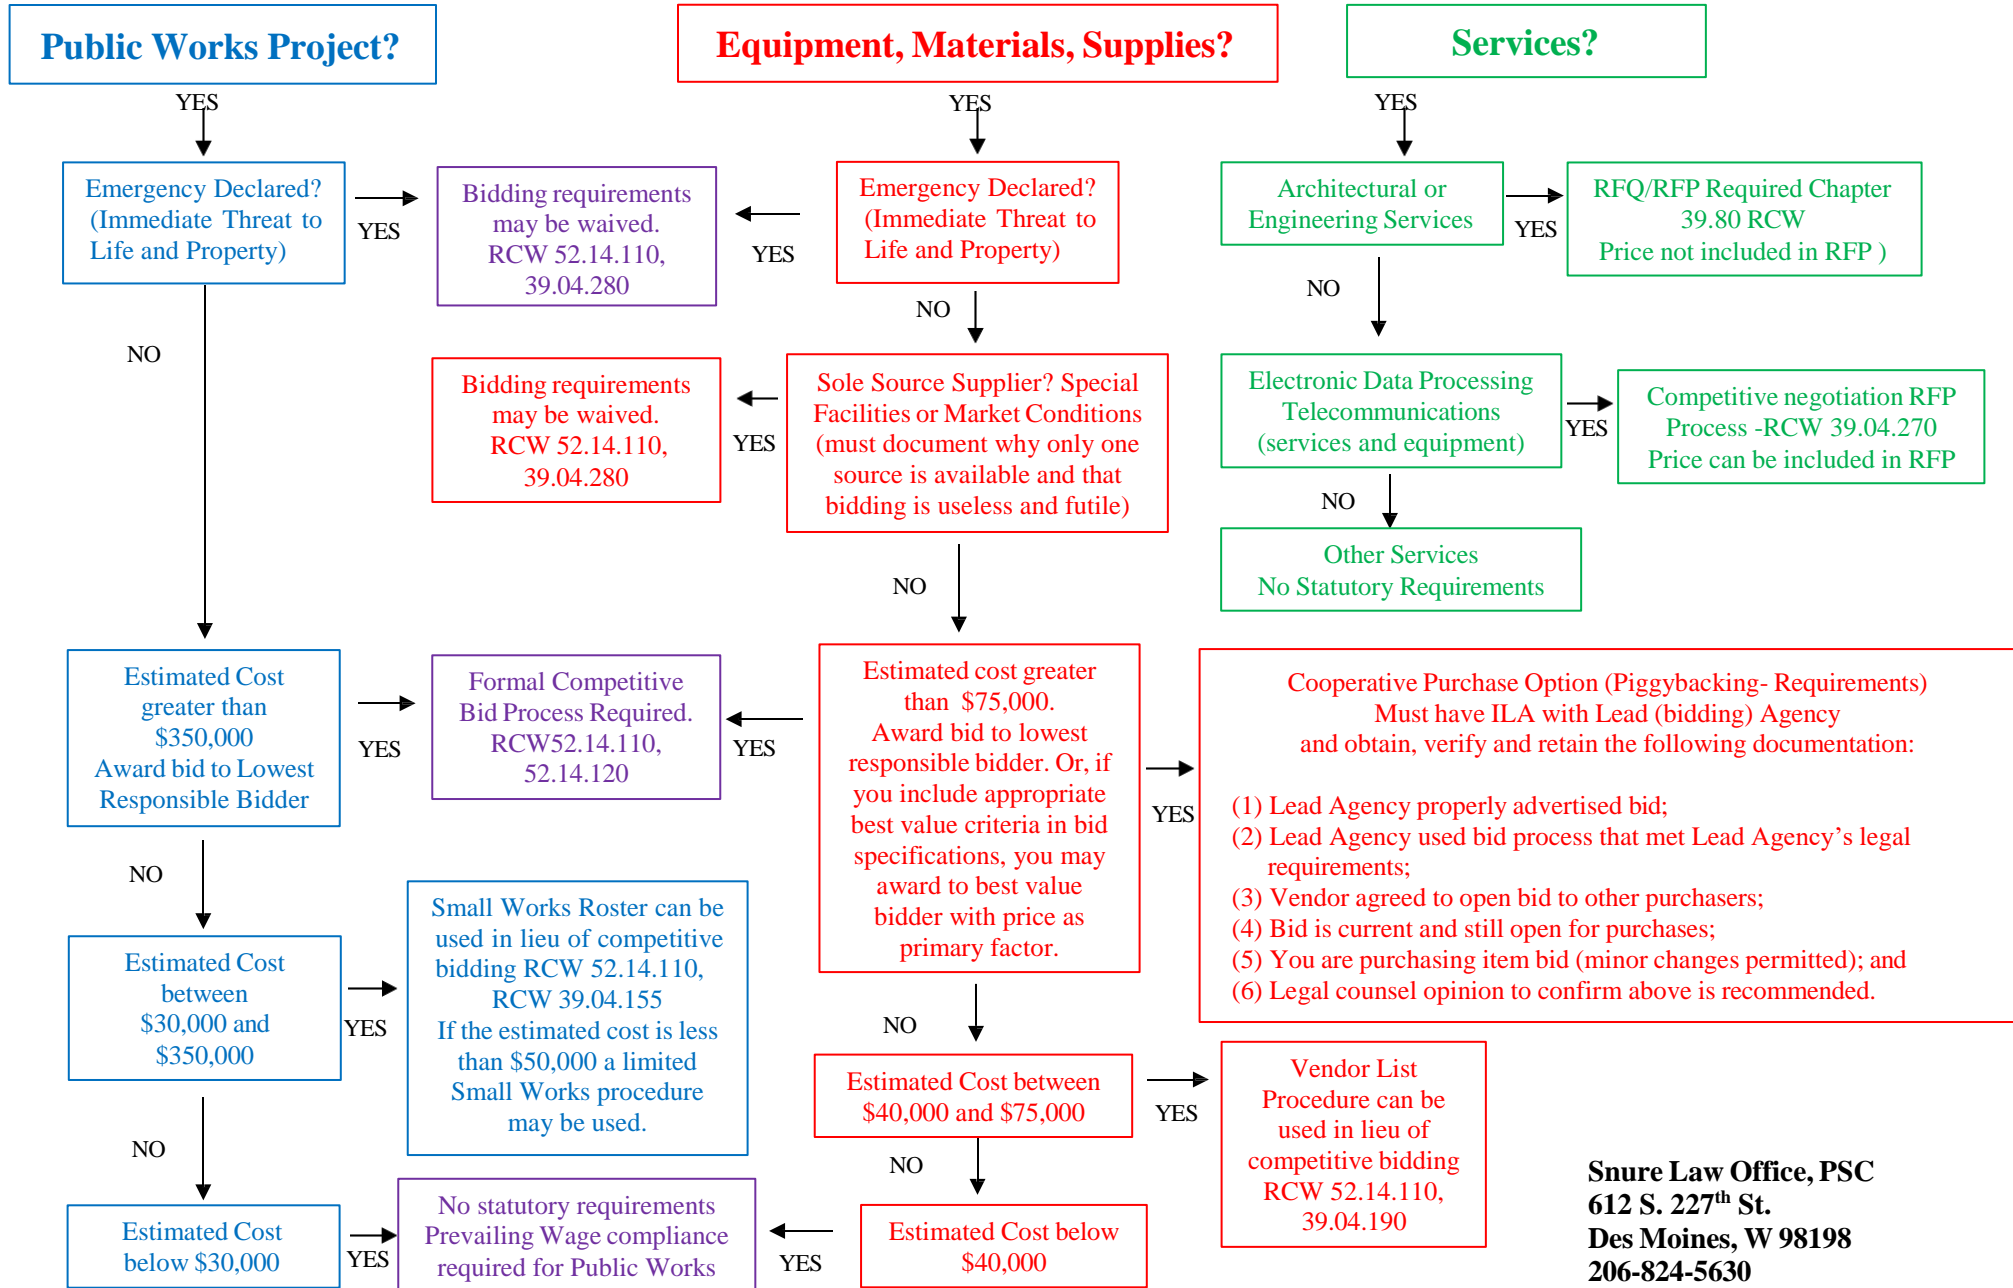 Public Works Project?
YES
Emergency Declared?
(Immediate Threat to
Life and Property)
YES
NO
Bidding requirements
may be waived.
RCW 52.14.110,
39.04.280
Estimated Cost
greater than
$350,000
Award bid to Lowest
Responsible Bidder
YES
NO
Formal Competitive
Bid Process Required.
RCW52.14.110,
52.14.120
Estimated Cost
between
$30,000 and
$350,000
YES
NO
Small Works Roster can be
used in lieu of competitive
bidding RCW 52.14.110,
RCW 39.04.155
If the estimated cost is less
than $50,000 a limited
Small Works procedure
may be used.
Estimated Cost
below $30,000
YES
No statutory requirements
Prevailing Wage compliance
required for Public Works
Equipment, Materials, Supplies?
YES
Emergency Declared?
(Immediate Threat to
Life and Property)
YES
NO
Sole Source Supplier? Special
Facilities or Market Conditions
(must document why only one
source is available and that
bidding is useless and futile)
YES
Bidding requirements
may be waived.
RCW 52.14.110,
39.04.280
NO
Estimated cost greater
than $75,000.
Award bid to lowest
responsible bidder. Or, if
you include appropriate
best value criteria in bid
specifications, you may
award to best value
bidder with price as
primary factor.
YES
YES
Cooperative Purchase Option (Piggybacking- Requirements)
Must have ILA with Lead (bidding) Agency
and obtain, verify and retain the following documentation:
(1) Lead Agency properly advertised bid;
(2) Lead Agency used bid process that met Lead Agency’s legal
requirements;
(3) Vendor agreed to open bid to other purchasers;
(4) Bid is current and still open for purchases;
(5) You are purchasing item bid (minor changes permitted); and
(6) Legal counsel opinion to confirm above is recommended.
NO
Estimated Cost between
$40,000 and $75,000
YES
Vendor List
Procedure can be
used in lieu of
competitive bidding
RCW 52.14.110,
39.04.190
NO
Estimated Cost below
$40,000
YES
Services?
YES
Architectural or
Engineering Services
YES
RFQ/RFP Required Chapter
39.80 RCW
Price not included in RFP )
NO
Electronic Data Processing
Telecommunications
(services and equipment)
YES
Competitive negotiation RFP
Process -RCW 39.04.270
Price can be included in RFP
NO
Other Services
No Statutory Requirements
Snure Law Office, PSC
612 S. 227th St.
Des Moines, W 98198
206-824-5630